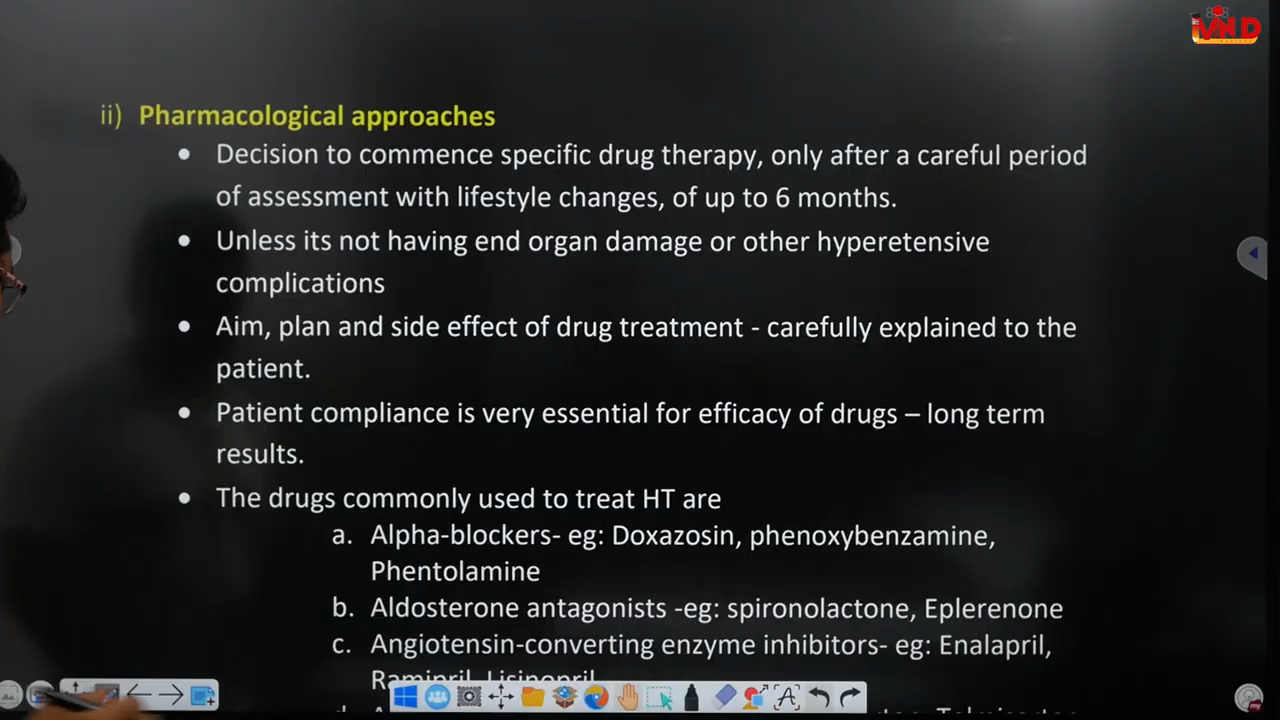 ii) Pharmacological approaches
• Decision to commence specific drug therapy, only after a careful period
of assessment with lifestyle changes, of up to 6 months.
• Unless its not having end organ damage or other hyperetensive
complications
• Aim, plan and side effect of drug treatment - carefully explained to the
patient.
• Patient compliance is very essential for efficacy of drugs – long term
results.
• The drugs commonly used to treat HT are
a. Alpha-blockers- eg: Doxazosin, phenoxybenzamine,
Phentolamine
b. Aldosterone antagonists -eg: spironolactone, Eplerenone
c. Angiotensin-converting enzyme inhibitors- eg: Enalapril,
Ramipril, Lisinopril